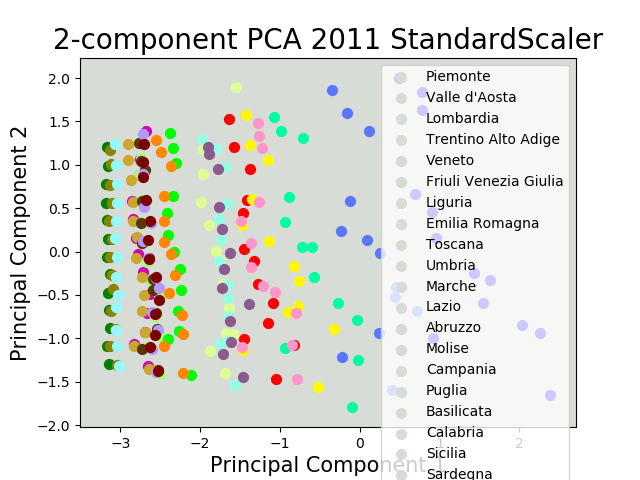 2-component PCA 2011 StandardScaler
Principal Component 2
2.0
1.5
1.0
0.5
0.0
−0.5
−1.0
−1.5
−2.0
Piemonte
Valle d'Aosta
Lombardia
Trentino Alto Adige
Veneto
Friuli Venezia Giulia
Liguria
Emilia Romagna
Toscana
Umbria
Marche
Lazio
Abruzzo
Molise
Campania
Puglia
Basilicata
Calabria
Sicilia
Sardegna
−3 −2 −1 0 1 2
Principal Component 1